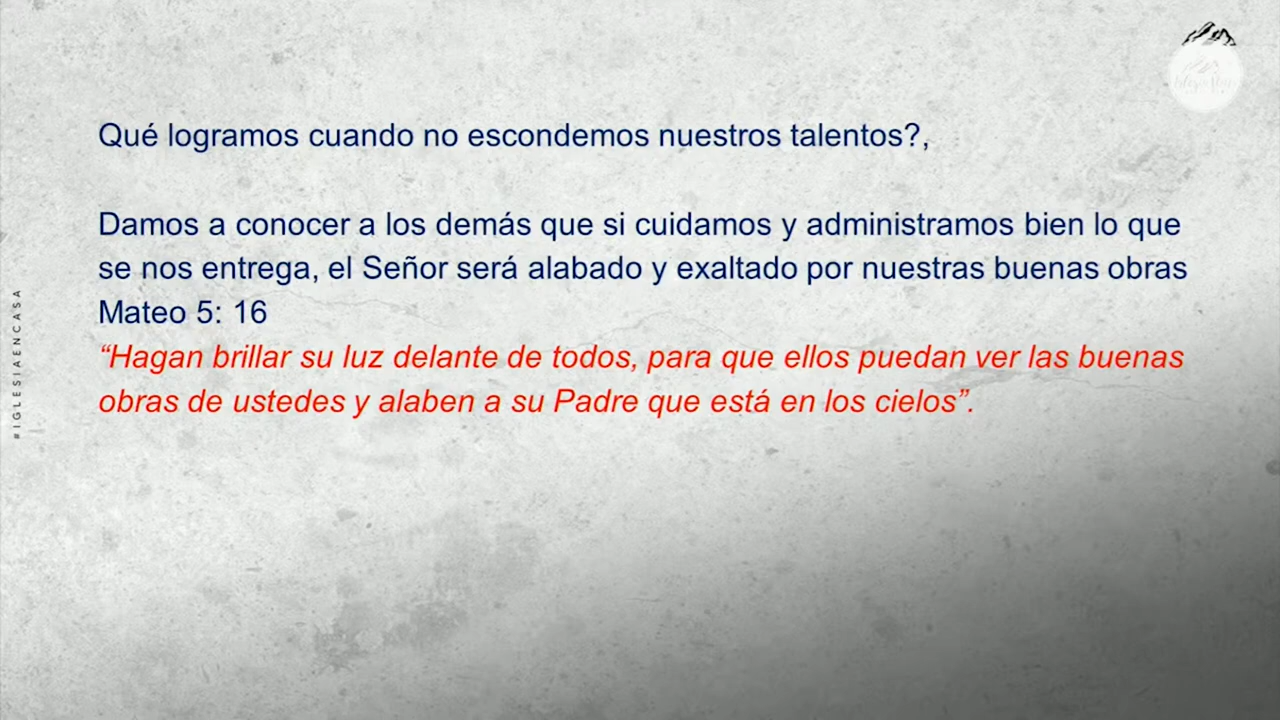 Qué logramos cuando no escondemos nuestros talentos?,
Damos a conocer a los demás que si cuidamos y administramos bien lo que
se nos entrega, el Señor será alabado y exaltado por nuestras buenas obras
Mateo 5: 16
“Hagan brillar su luz delante de todos, para que ellos puedan ver las buenas
obras de ustedes y alaben a su Padre que está en los cielos”.
#IGLESIAENCASA